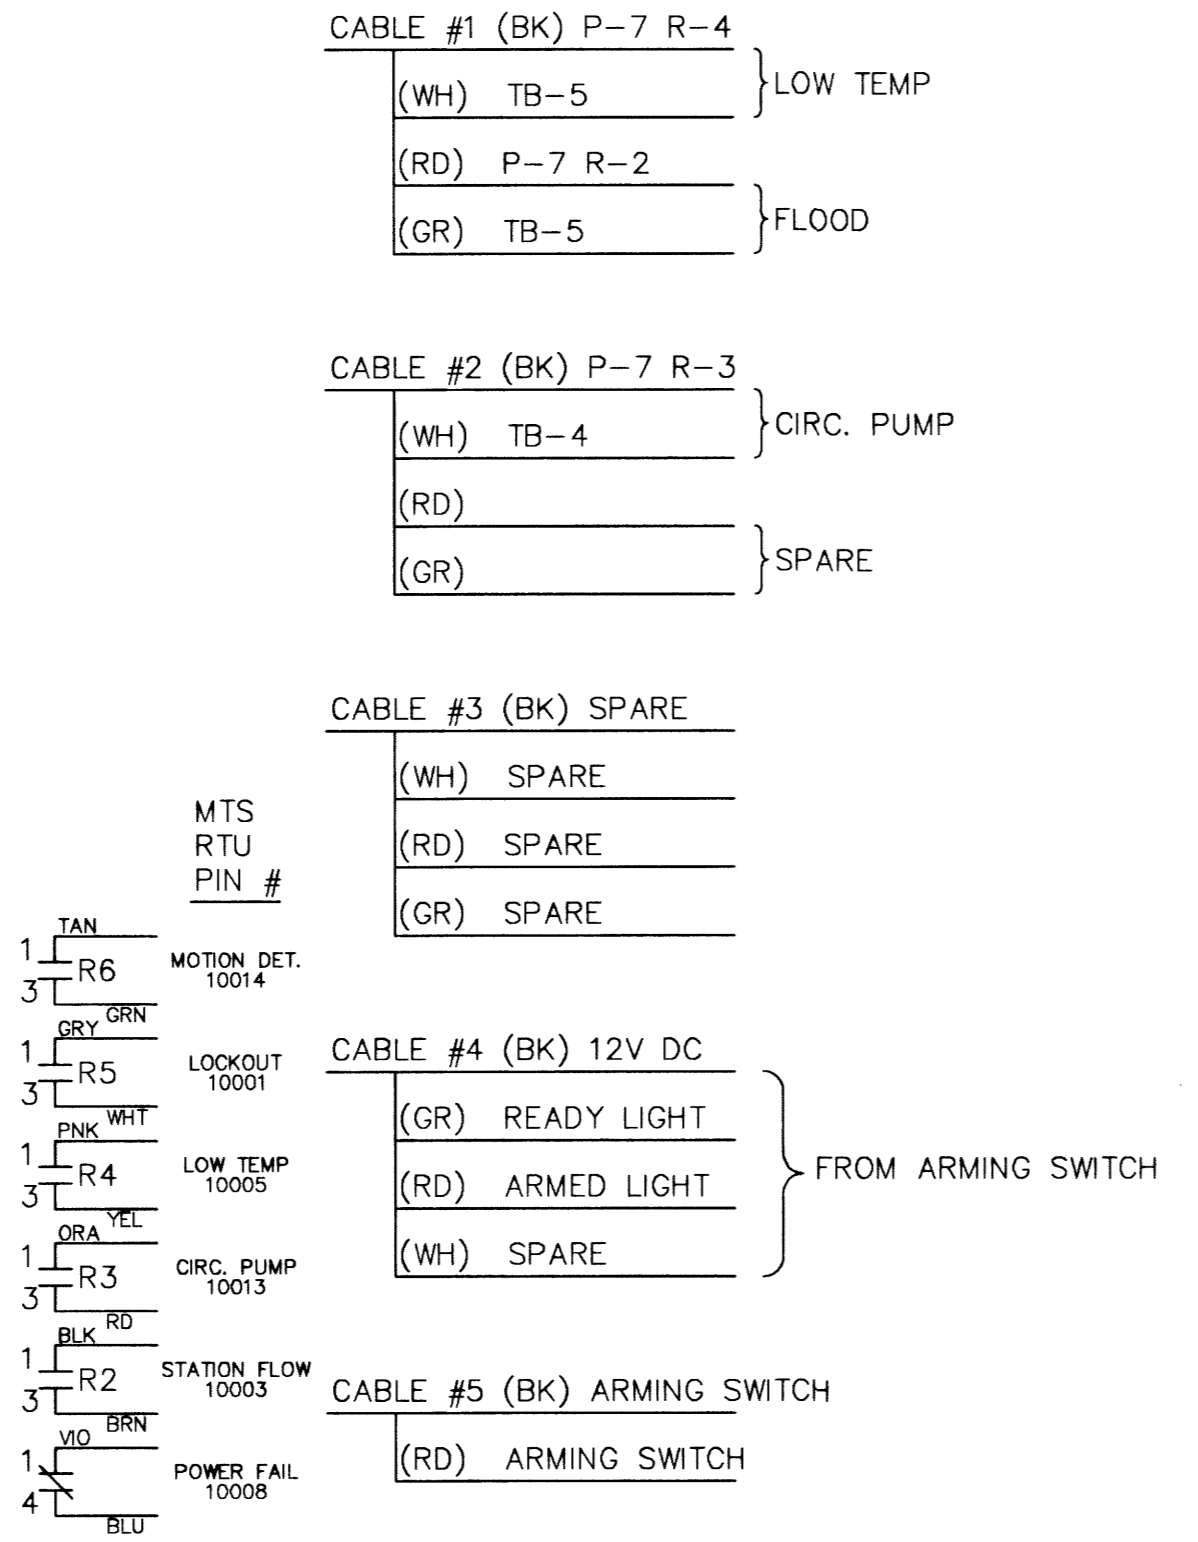 CABLE #1 (BK) P-7 R-4
(WH) TB-5
LOW TEMP
(RD) P-7 R-2
(GR) TB-5
FLOOD
CABLE #2 (BK) P-7 R-3
(WH) TB-4
CIRC. PUMP
(RD)
(GR)
SPARE
CABLE #3 (BK) SPARE
(WH) SPARE
(RD) SPARE
(GR) SPARE
CABLE #4 (BK) 12V DC
(GR) READY LIGHT
(RD) ARMED LIGHT
(WH) SPARE
FROM ARMING SWITCH
CABLE #5 (BK) ARMING SWITCH
(RD) ARMING SWITCH
MTS
RTU
PIN #
TAN
1
R6
3
GRN
MOTION DET.
10014
GRY
1
R5
3
WHT
LOCKOUT
10001
PNK
1
R4
3
YEL
LOW TEMP
10005
ORA
1
R3
3
RD
CIRC. PUMP
10013
BLK
1
R2
3
BRN
STATION FLOW
10003
VIO
1
4
BLU
POWER FAIL
10008